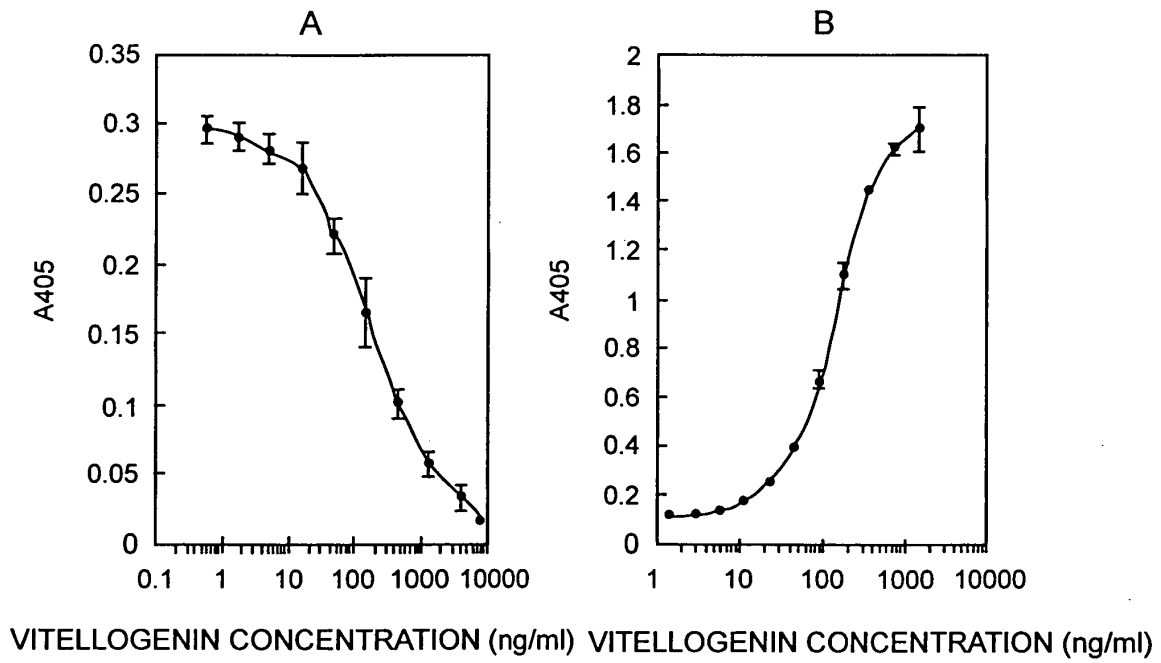 A
0.35
0.3
0.25
0.2
0.15
0.1
0.05
0
A405
0.1 1 10 100 1000 10000
VITELLOGENIN CONCENTRATION (ng/ml)
B
2
1.8
1.6
1.4
1.2
1
0.8
0.6
0.4
0.2
0
A405
1 10 100 1000 10000
VITELLOGENIN CONCENTRATION (ng/ml)